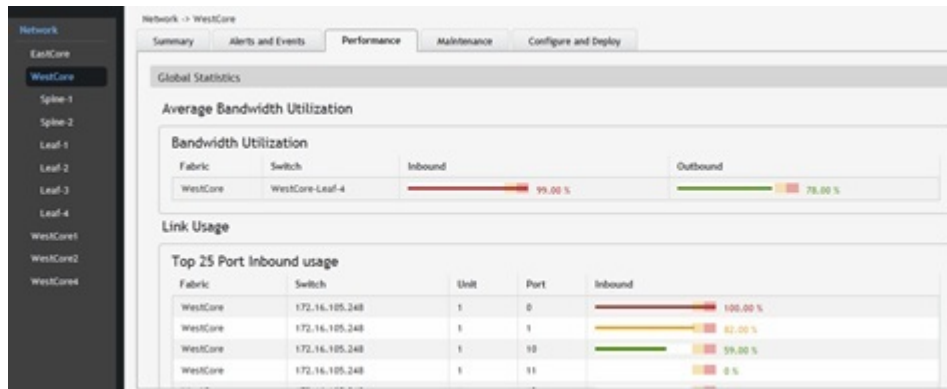 Network
EastCore
WestCore
Spine-1
Spine-2
Leaf-1
Leaf-2
Leaf-3
Leaf-4
WestCore1
WestCore2
WestCore4
Network -> WestCore
Summary Alerts and Events Performance Maintenance Configure and Deploy
Global Statistics
Average Bandwidth Utilization
Bandwidth Utilization
Fabric Switch Inbound Outbound
WestCore WestCore-Leaf-4 99.00 % 78.00 %
Link Usage
Top 25 Port Inbound usage
Fabric Switch Unit Port Inbound
WestCore 172.16.105.248 1 0 100.00 %
WestCore 172.16.105.248 1 1 82.00 %
WestCore 172.16.105.248 1 10 59.00 %
WestCore 172.16.105.248 1 11 0 %